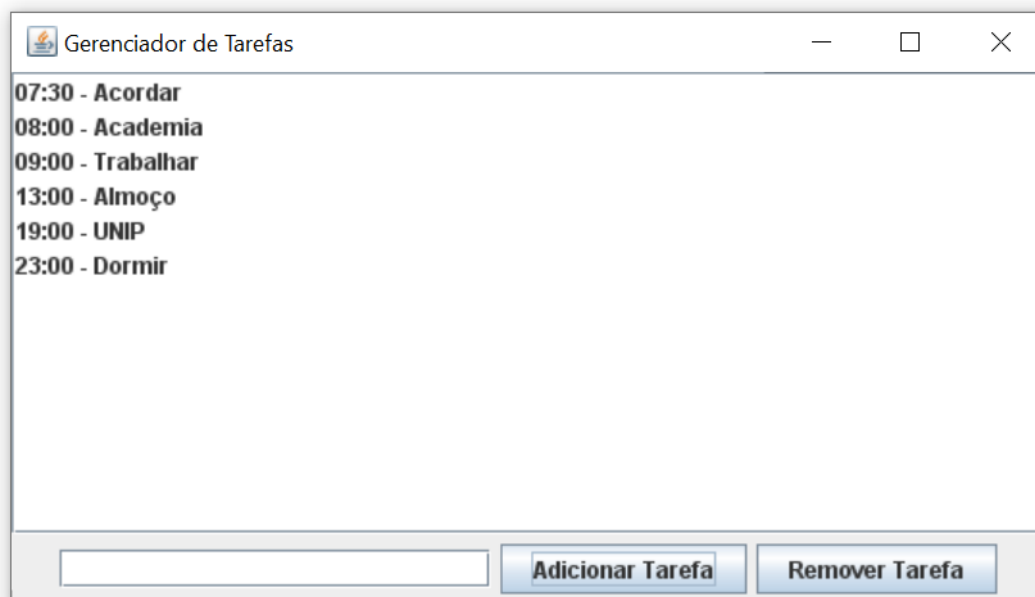 Gerenciador de Tarefas
07:30 - Acordar
08:00 - Academia
09:00 - Trabalhar
13:00 - Almoço
19:00 - UNIP
23:00 - Dormir
Adicionar Tarefa Remover Tarefa